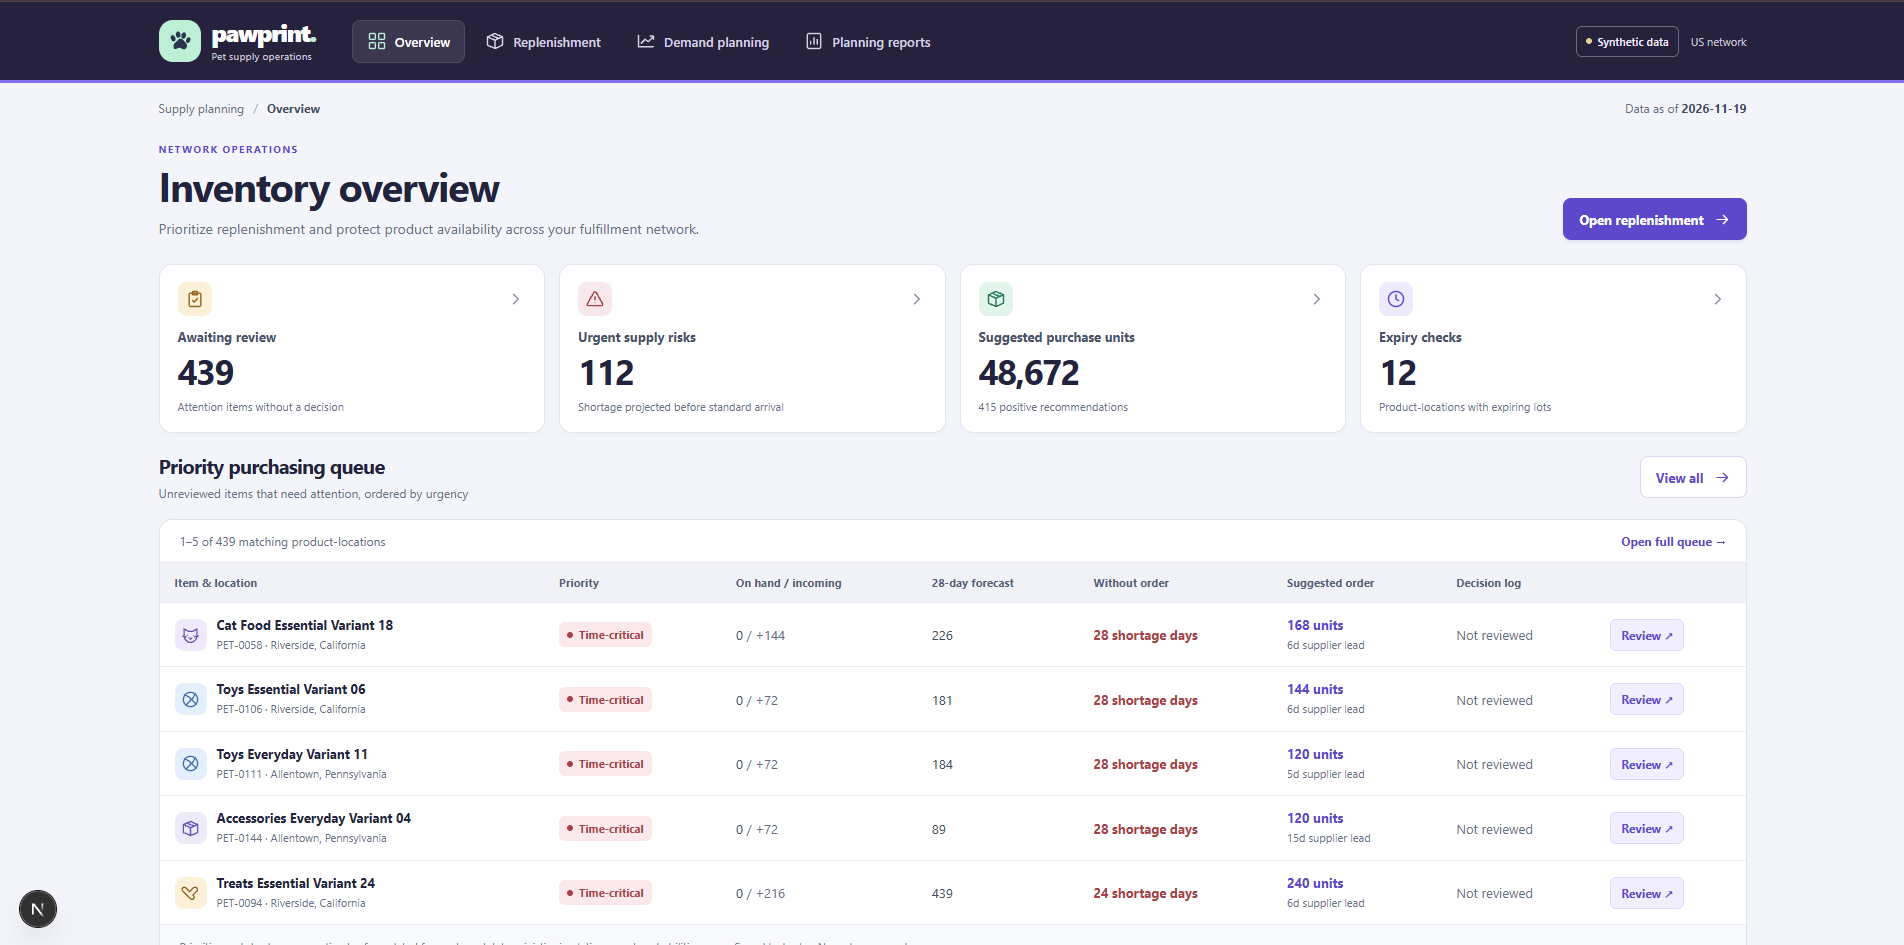 pawprint.
Pet supply operations
Overview
Replenishment
Demand planning
Planning reports
Synthetic data
US network
Supply planning / Overview
Data as of 2026-11-19
NETWORK OPERATIONS
Inventory overview
Prioritize replenishment and protect product availability across your fulfillment network.
Open replenishment →
Awaiting review
439
Attention items without a decision
Urgent supply risks
112
Shortage projected before standard arrival
Suggested purchase units
48,672
415 positive recommendations
Expiry checks
12
Product-locations with expiring lots
Priority purchasing queue
Unreviewed items that need attention, ordered by urgency
View all →
1–5 of 439 matching product-locations
Open full queue →
Item & location Priority On hand / incoming 28-day forecast Without order Suggested order Decision log
Cat Food Essential Variant 18
PET-0058 · Riverside, California
Time-critical
0 / +144
226
28 shortage days
168 units
6d supplier lead
Not reviewed
Review ↗
Toys Essential Variant 06
PET-0106 · Riverside, California
Time-critical
0 / +72
181
28 shortage days
144 units
6d supplier lead
Not reviewed
Review ↗
Toys Everyday Variant 11
PET-0111 · Allentown, Pennsylvania
Time-critical
0 / +72
184
28 shortage days
120 units
5d supplier lead
Not reviewed
Review ↗
Accessories Everyday Variant 04
PET-0144 · Allentown, Pennsylvania
Time-critical
0 / +72
89
28 shortage days
120 units
15d supplier lead
Not reviewed
Review ↗
Treats Essential Variant 24
PET-0094 · Riverside, California
Time-critical
0 / +216
439
24 shortage days
240 units
6d supplier lead
Not reviewed
Review ↗
N